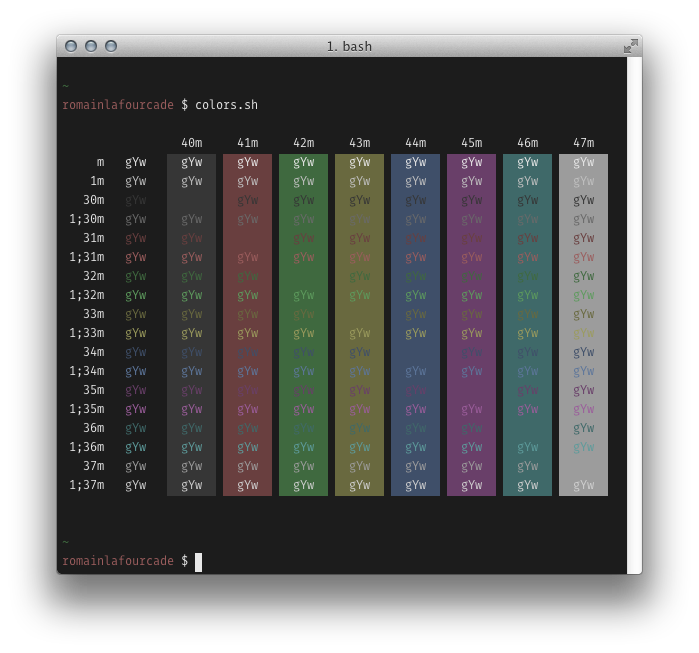 1. bash
~
romainlafourcade $ colors.sh
40m 41m 42m 43m 44m 45m 46m 47m
m gYw gYw gYw gYw gYw gYw gYw gYw gYw
1m gYw gYw gYw gYw gYw gYw gYw gYw gYw
30m gYw gYw gYw gYw gYw gYw gYw gYw
1;30m gYw gYw gYw gYw gYw gYw gYw gYw gYw
31m gYw gYw gYw gYw gYw gYw gYw gYw
1;31m gYw gYw gYw gYw gYw gYw gYw gYw gYw
32m gYw gYw gYw gYw gYw gYw gYw gYw
1;32m gYw gYw gYw gYw gYw gYw gYw gYw gYw
33m gYw gYw gYw gYw gYw gYw gYw gYw
1;33m gYw gYw gYw gYw gYw gYw gYw gYw gYw
34m gYw gYw gYw gYw gYw gYw gYw gYw
1;34m gYw gYw gYw gYw gYw gYw gYw gYw gYw
35m gYw gYw gYw gYw gYw gYw gYw gYw
1;35m gYw gYw gYw gYw gYw gYw gYw gYw gYw
36m gYw gYw gYw gYw gYw gYw gYw gYw
1;36m gYw gYw gYw gYw gYw gYw gYw gYw gYw
37m gYw gYw gYw gYw gYw gYw gYw gYw gYw
1;37m gYw gYw gYw gYw gYw gYw gYw gYw gYw
~
romainlafourcade $